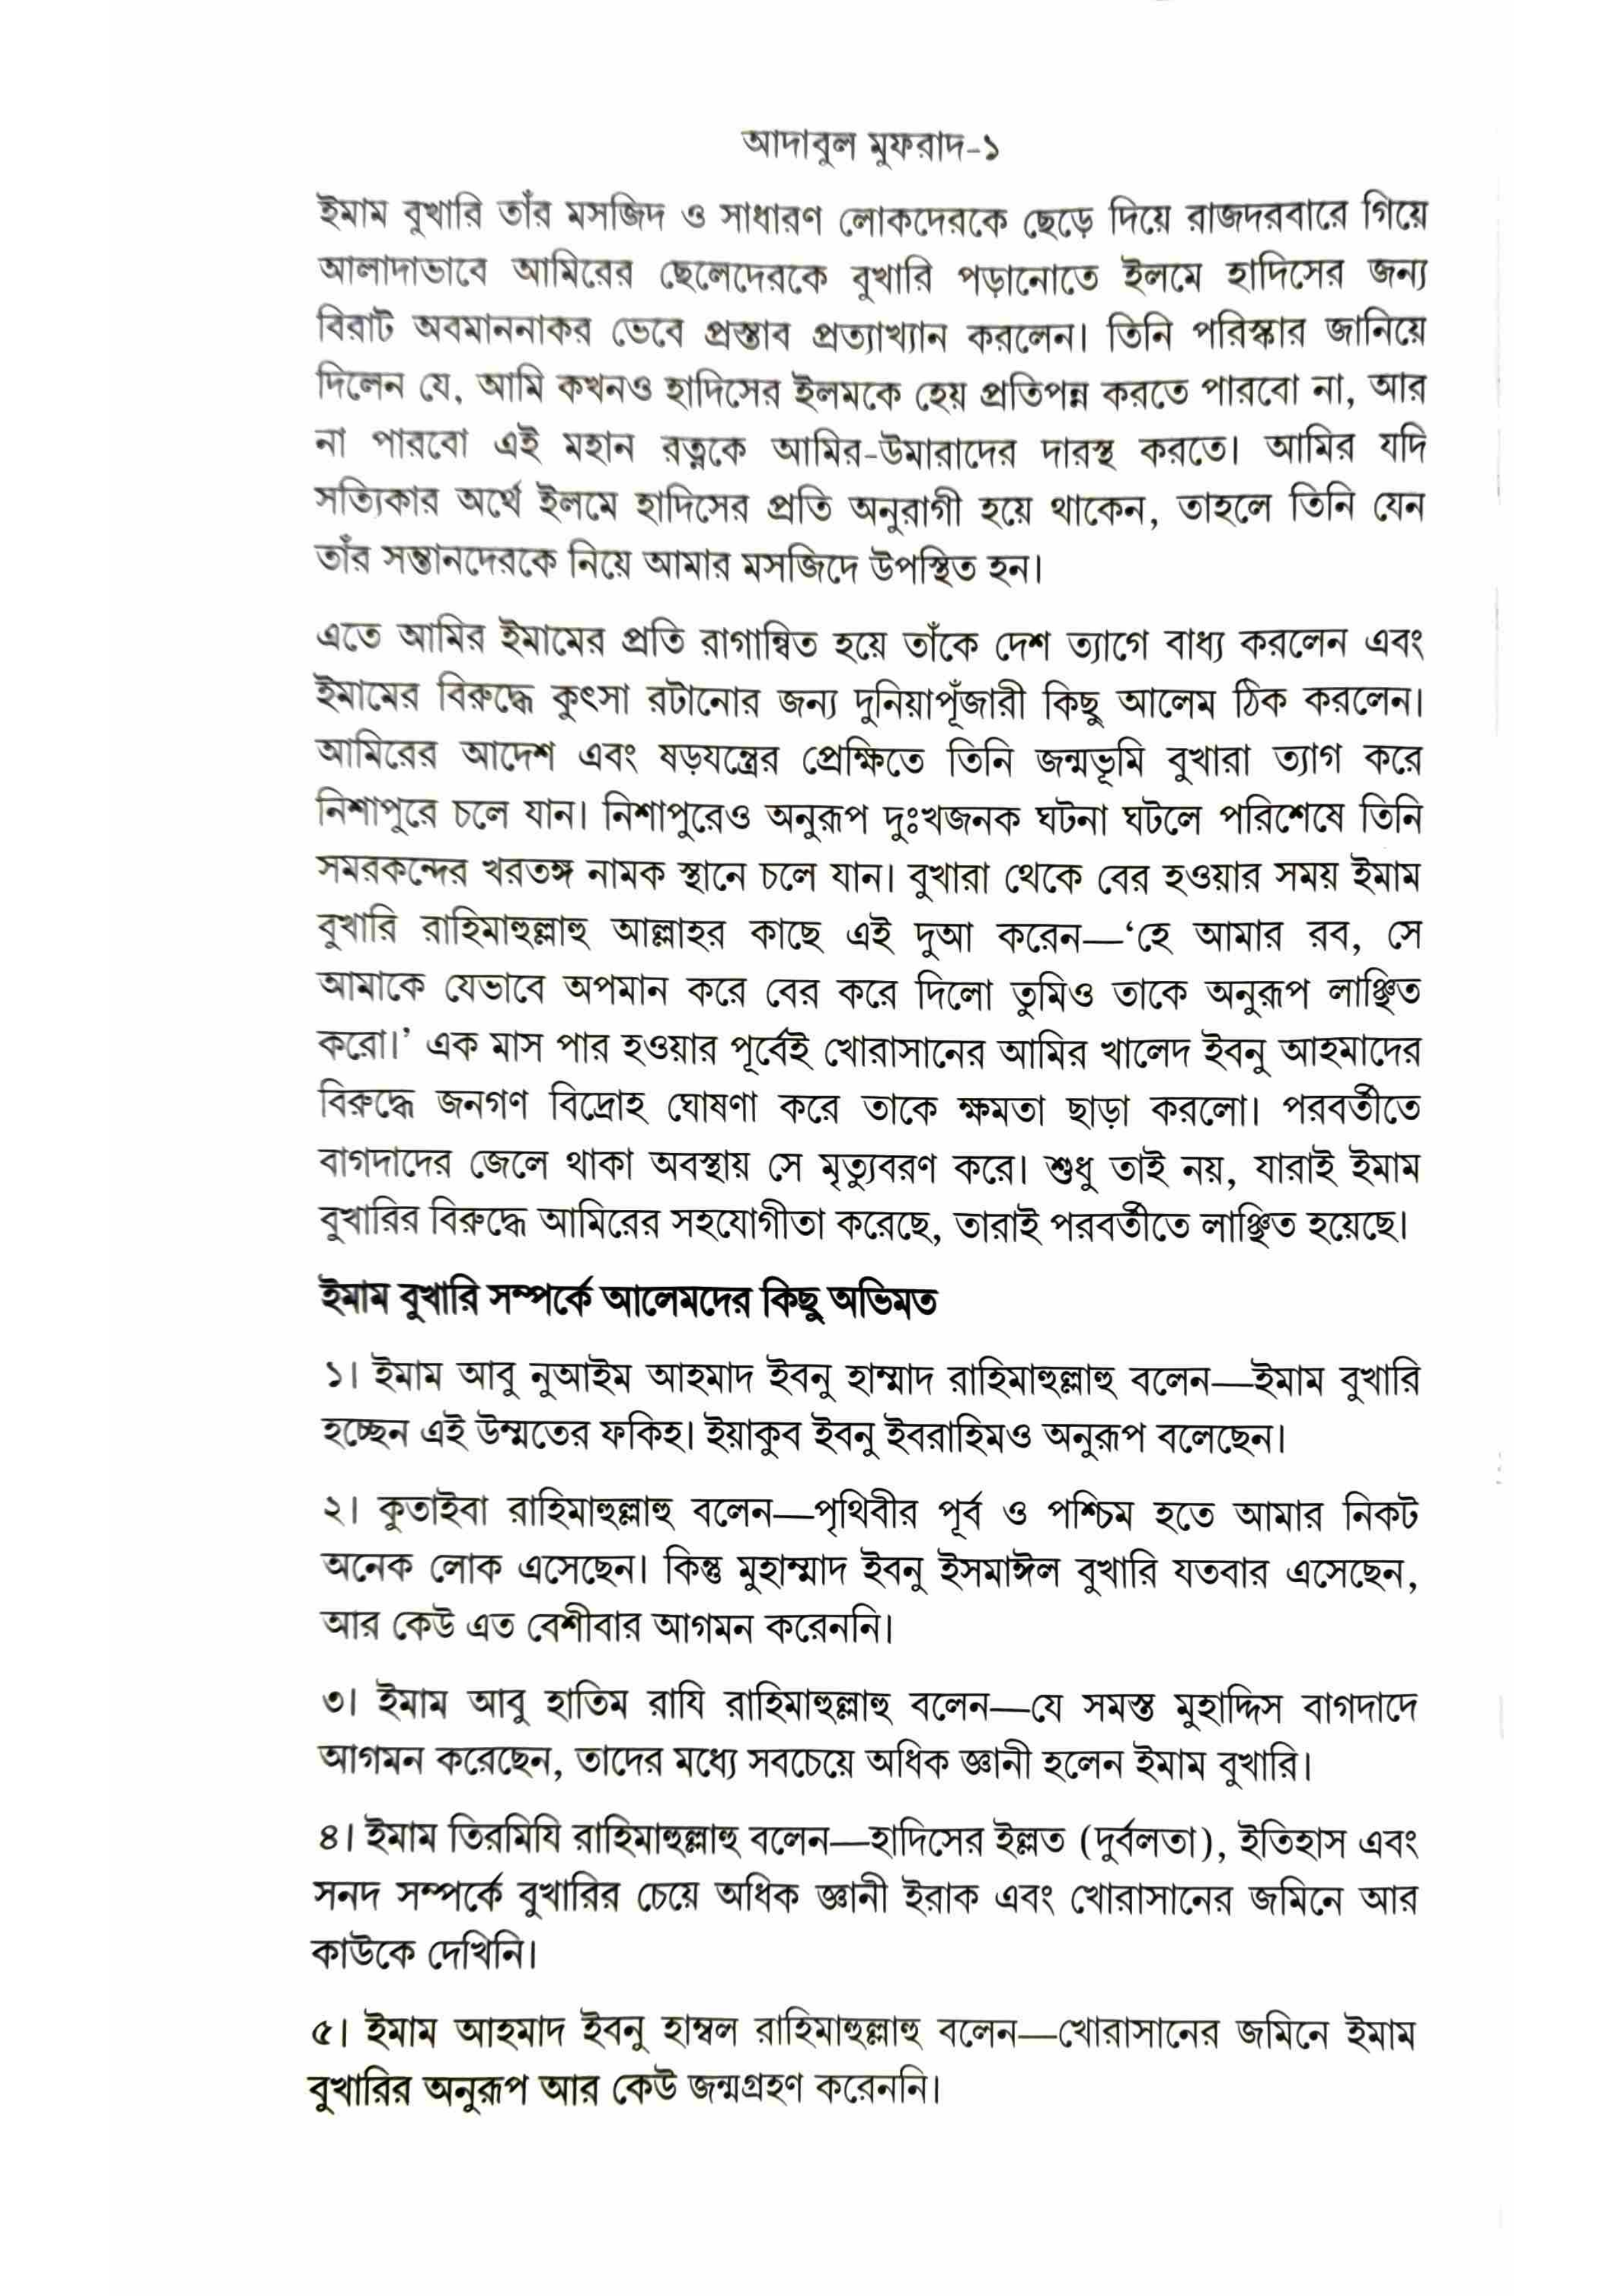 আদাবুল মুফরাদ-১
ইমাম বুখারি তাঁর মসজিদ ও সাধারণ লোকদেরকে ছেড়ে দিয়ে রাজদরবারে গিয়ে
আলাদাভাবে আমিরের ছেলেদেরকে বুখারি পড়ানোতে ইলমে হাদিসের জন্য
বিরাট অবমাননাকর ভেবে প্রস্তাব প্রত্যাখ্যান করলেন। তিনি পরিস্কার জানিয়ে
দিলেন যে, আমি কখনও হাদিসের ইলমকে হেয় প্রতিপন্ন করতে পারবো না, আর
না পারবো এই মহান রত্নকে আমির-উমারাদের দারস্থ করতে। আমির যদি
সত্যিকার অর্থে ইলমে হাদিসের প্রতি অনুরাগী হয়ে থাকেন, তাহলে তিনি যেন
তাঁর সন্তানদেরকে নিয়ে আমার মসজিদে উপস্থিত হন।
এতে আমির ইমামের প্রতি রাগান্বিত হয়ে তাঁকে দেশ ত্যাগে বাধ্য করলেন এবং
ইমামের বিরুদ্ধে কুৎসা রটানোর জন্য দুনিয়াপূঁজারী কিছু আলেম ঠিক করলেন।
আমিরের আদেশ এবং ষড়যন্ত্রের প্রেক্ষিতে তিনি জন্মভূমি বুখারা ত্যাগ করে
নিশাপুরে চলে যান। নিশাপুরেও অনুরূপ দুঃখজনক ঘটনা ঘটলে পরিশেষে তিনি
সমরকন্দের খরতঙ্গ নামক স্থানে চলে যান। বুখারা থেকে বের হওয়ার সময় ইমাম
বুখারি রাহিমাহুল্লাহু আল্লাহর কাছে এই দুআ করেন—‘হে আমার রব, সে
আমাকে যেভাবে অপমান করে বের করে দিলো তুমিও তাকে অনুরূপ লাঞ্ছিত
করো।’ এক মাস পার হওয়ার পূর্বেই খোরাসানের আমির খালেদ ইবনু আহমাদের
বিরুদ্ধে জনগণ বিদ্রোহ ঘোষণা করে তাকে ক্ষমতা ছাড়া করলো। পরবর্তীতে
বাগদাদের জেলে থাকা অবস্থায় সে মৃত্যুবরণ করে। শুধু তাই নয়, যারাই ইমাম
বুখারির বিরুদ্ধে আমিরের সহযোগীতা করেছে, তারাই পরবর্তীতে লাঞ্ছিত হয়েছে।
ইমাম বুখারি সম্পর্কে আলেমদের কিছু অভিমত
১। ইমাম আবু নুআইম আহমাদ ইবনু হাম্মাদ রাহিমাহুল্লাহু বলেন—ইমাম বুখারি
হচ্ছেন এই উম্মতের ফকিহ। ইয়াকুব ইবনু ইবরাহিমও অনুরূপ বলেছেন।
২। কুতাইবা রাহিমাহুল্লাহু বলেন—পৃথিবীর পূর্ব ও পশ্চিম হতে আমার নিকট
অনেক লোক এসেছেন। কিন্তু মুহাম্মাদ ইবনু ইসমাঈল বুখারি যতবার এসেছেন,
আর কেউ এত বেশীবার আগমন করেননি।
৩। ইমাম আবু হাতিম রাযি রাহিমাহুল্লাহু বলেন—যে সমস্ত মুহাদ্দিস বাগদাদে
আগমন করেছেন, তাদের মধ্যে সবচেয়ে অধিক জ্ঞানী হলেন ইমাম বুখারি।
৪। ইমাম তিরমিযি রাহিমাহুল্লাহু বলেন—হাদিসের ইল্লত (দুর্বলতা), ইতিহাস এবং
সনদ সম্পর্কে বুখারির চেয়ে অধিক জ্ঞানী ইরাক এবং খোরাসানের জমিনে আর
কাউকে দেখিনি।
৫। ইমাম আহমাদ ইবনু হাম্বল রাহিমাহুল্লাহু বলেন—খোরাসানের জমিনে ইমাম
বুখারির অনুরূপ আর কেউ জন্মগ্রহণ করেননি।